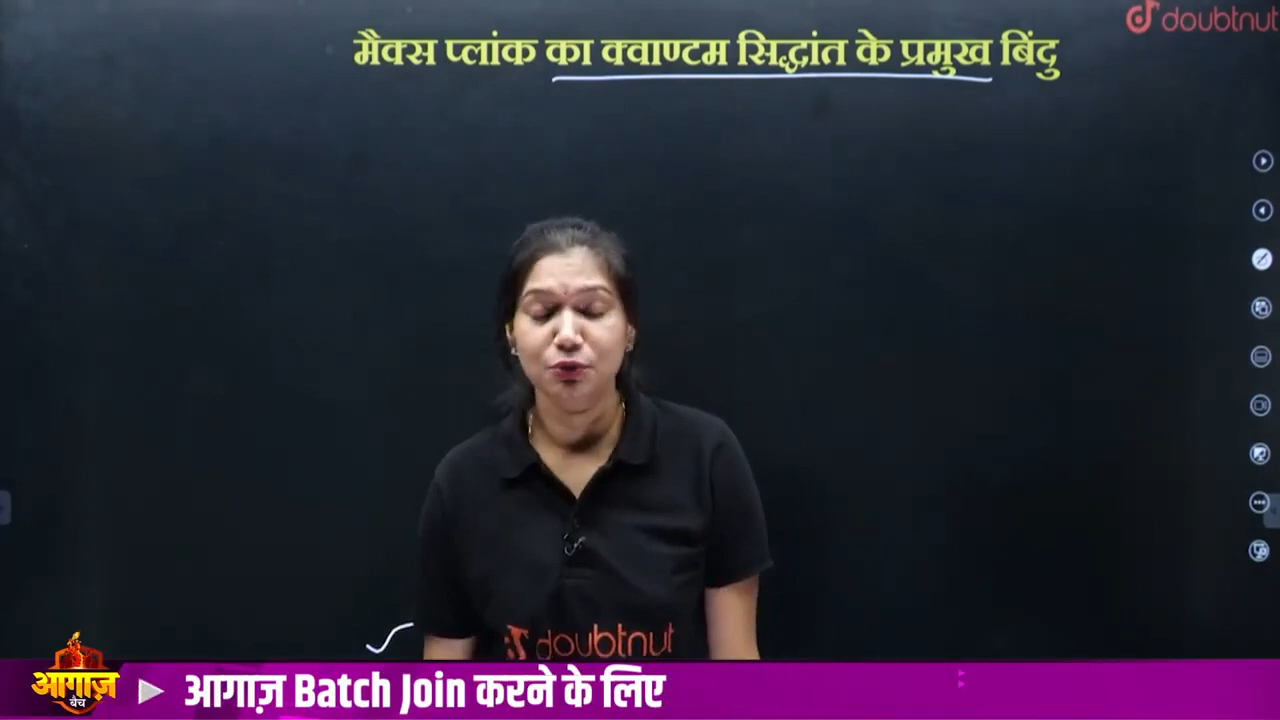 doubtnut
मैक्स प्लांक का क्वाण्टम सिद्धांत के प्रमुख बिंदु
doubtnut
आगाज़
बैच
आगाज़ Batch Join करने के लिए